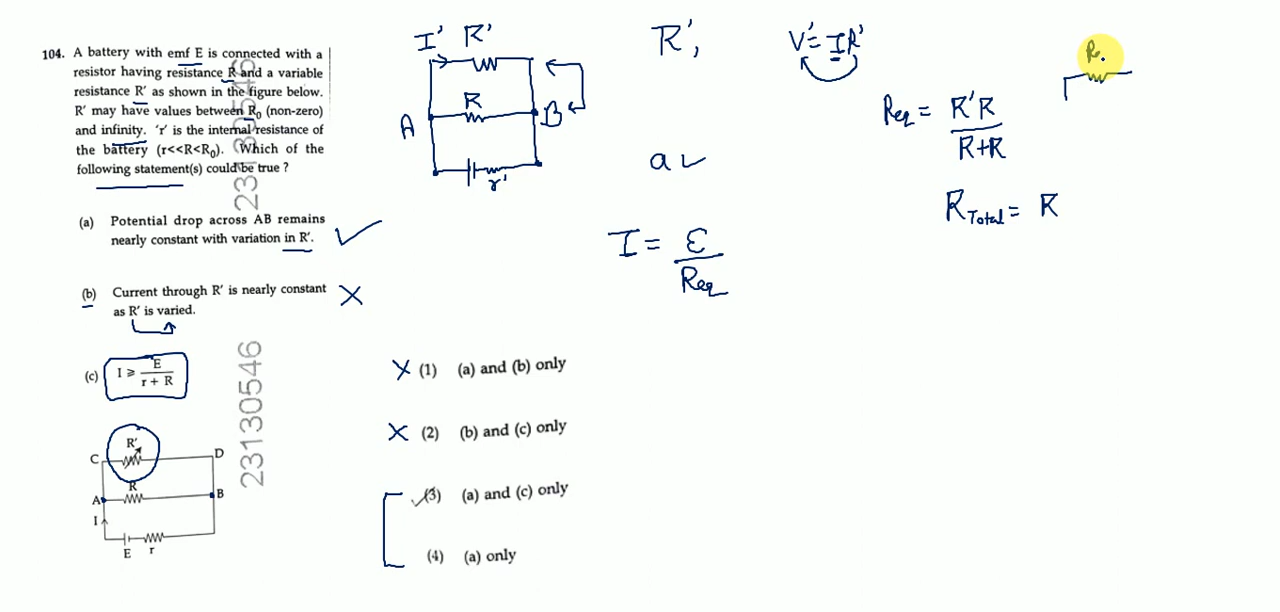 104. A battery with emf E is connected with a
resistor having resistance R and a variable
resistance R' as shown in the figure below.
R' may have values between R₀ (non-zero)
and infinity. 'r' is the internal resistance of
the battery (r<<R<R₀). Which of the
following statement(s) could be true ?
(a) Potential drop across AB remains
nearly constant with variation in R'.
(b) Current through R' is nearly constant
as R' is varied.
(c) I ⩾ E / r + R
R'
C
D
R
A
B
I
E r
23130546
23130546
(1) (a) and (b) only
(2) (b) and (c) only
(3) (a) and (c) only
(4) (a) only
I' R'
R
A
B
r'
R',
V'= IR'
a
I = ε / Req
Req = R'R / R+R
R Total = R
R.